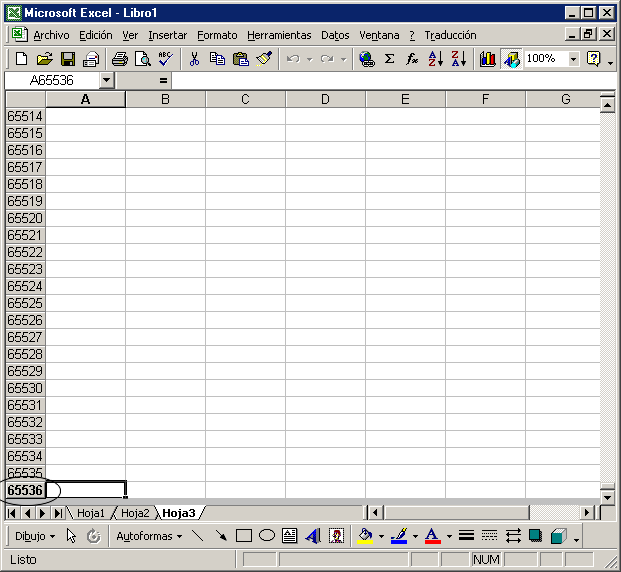 Microsoft Excel - Libro1
Archivo Edición Ver Insertar Formato Herramientas Datos Ventana ? Traducción
ABC Σ fx A Z Z A 100% ?
A65536 =
A B C D E F G
65514
65515
65516
65517
65518
65519
65520
65521
65522
65523
65524
65525
65526
65527
65528
65529
65530
65531
65532
65533
65534
65535
65536
Hoja1 Hoja2 Hoja3
Dibujo Autoformas A A
Listo NUM